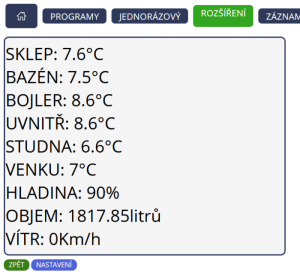 PROGRAMY
JEDNORÁZOVÝ
ROZŠÍŘENÍ
ZÁZNAM
SKLEP: 7.6°C
BAZÉN: 7.5°C
BOJLER: 8.6°C
UVNITŘ: 8.6°C
STUDNA: 6.6°C
VENKU: 7°C
HLADINA: 90%
OBJEM: 1817.85litrů
VÍTR: 0Km/h
ZPĚT
NASTAVENÍ